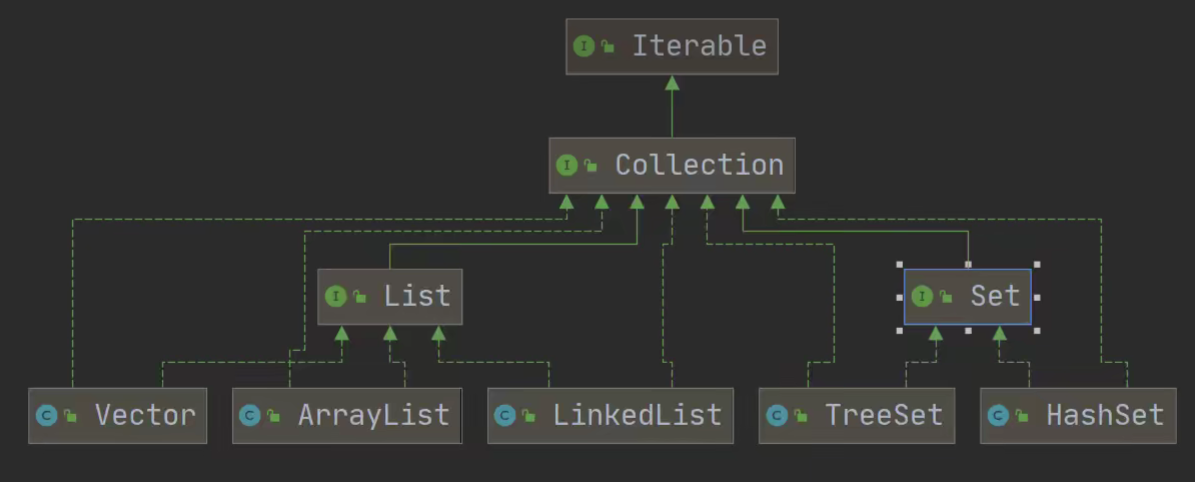 I Iterable
I Collection
I List
I Set
C Vector
C ArrayList
C LinkedList
C TreeSet
C HashSet